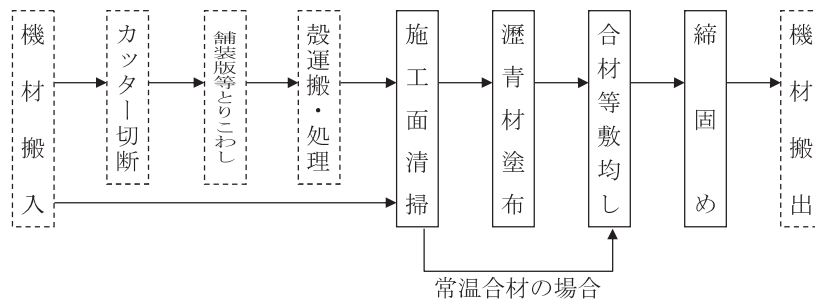 機材搬入
カッター切断
舗装版等とりこわし
殻運搬・処理
施工面清掃
瀝青材塗布
合材等敷均し
締固め
機材搬出
常温合材の場合